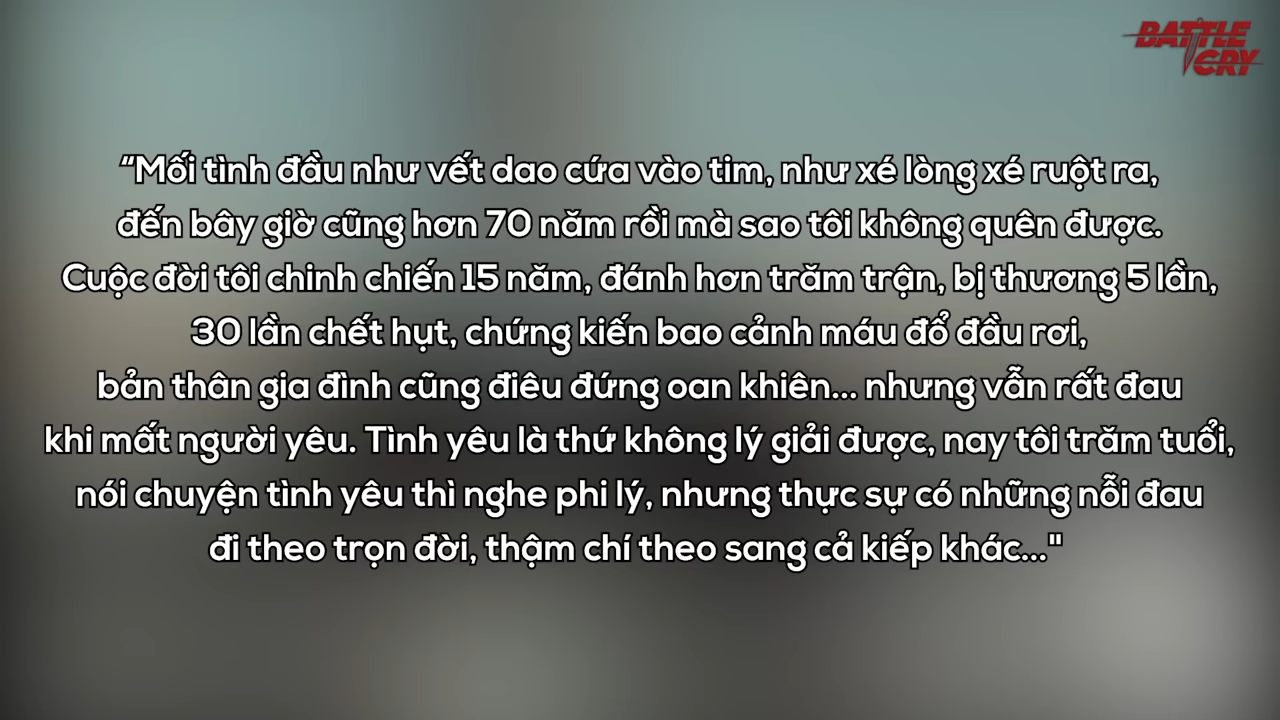 BATTLE
CRY
“Mối tình đầu như vết dao cứa vào tim, như xé lòng xé ruột ra,
đến bây giờ cũng hơn 70 năm rồi mà sao tôi không quên được.
Cuộc đời tôi chinh chiến 15 năm, đánh hơn trăm trận, bị thương 5 lần,
30 lần chết hụt, chứng kiến bao cảnh máu đổ đầu rơi,
bản thân gia đình cũng điêu đứng oan khiên... nhưng vẫn rất đau
khi mất người yêu. Tình yêu là thứ không lý giải được, nay tôi trăm tuổi,
nói chuyện tình yêu thì nghe phi lý, nhưng thực sự có những nỗi đau
đi theo trọn đời, thậm chí theo sang cả kiếp khác..."